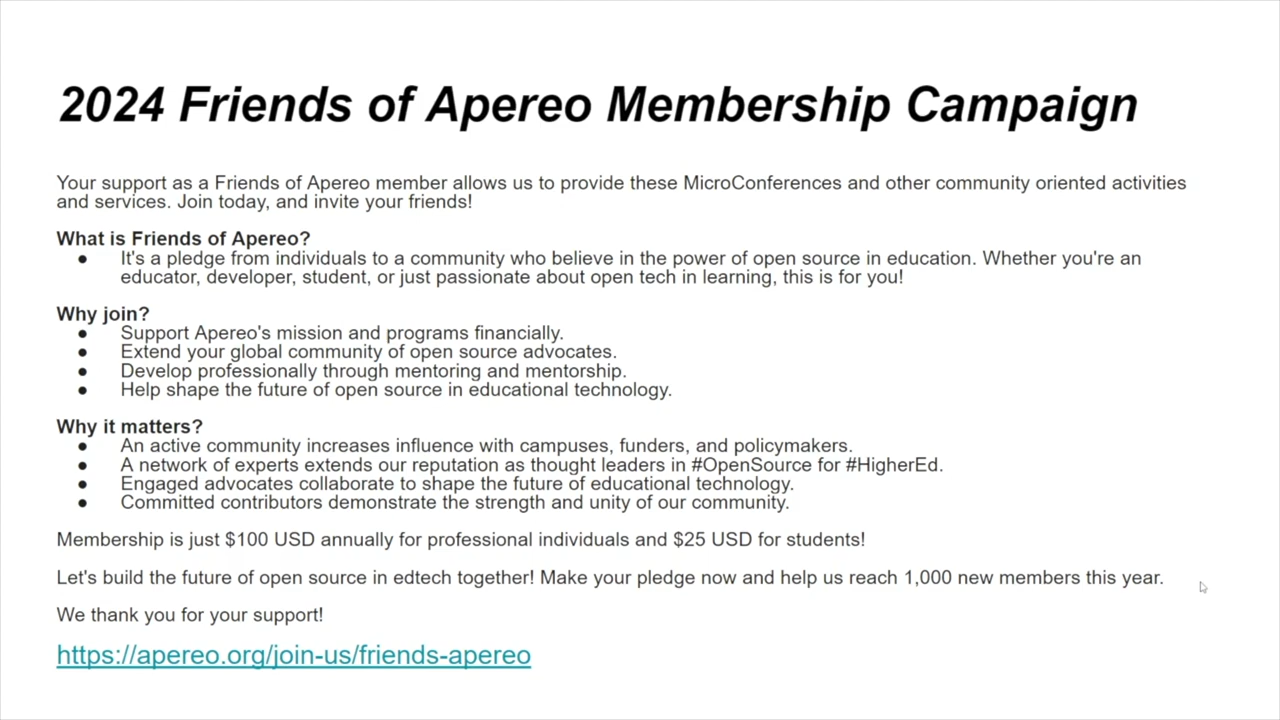 2024 Friends of Apereo Membership Campaign
Your support as a Friends of Apereo member allows us to provide these MicroConferences and other community oriented activities
and services. Join today, and invite your friends!
What is Friends of Apereo?
● It's a pledge from individuals to a community who believe in the power of open source in education. Whether you're an
educator, developer, student, or just passionate about open tech in learning, this is for you!
Why join?
● Support Apereo's mission and programs financially.
● Extend your global community of open source advocates.
● Develop professionally through mentoring and mentorship.
● Help shape the future of open source in educational technology.
Why it matters?
● An active community increases influence with campuses, funders, and policymakers.
● A network of experts extends our reputation as thought leaders in #OpenSource for #HigherEd.
● Engaged advocates collaborate to shape the future of educational technology.
● Committed contributors demonstrate the strength and unity of our community.
Membership is just $100 USD annually for professional individuals and $25 USD for students!
Let's build the future of open source in edtech together! Make your pledge now and help us reach 1,000 new members this year.
We thank you for your support!
https://apereo.org/join-us/friends-apereo